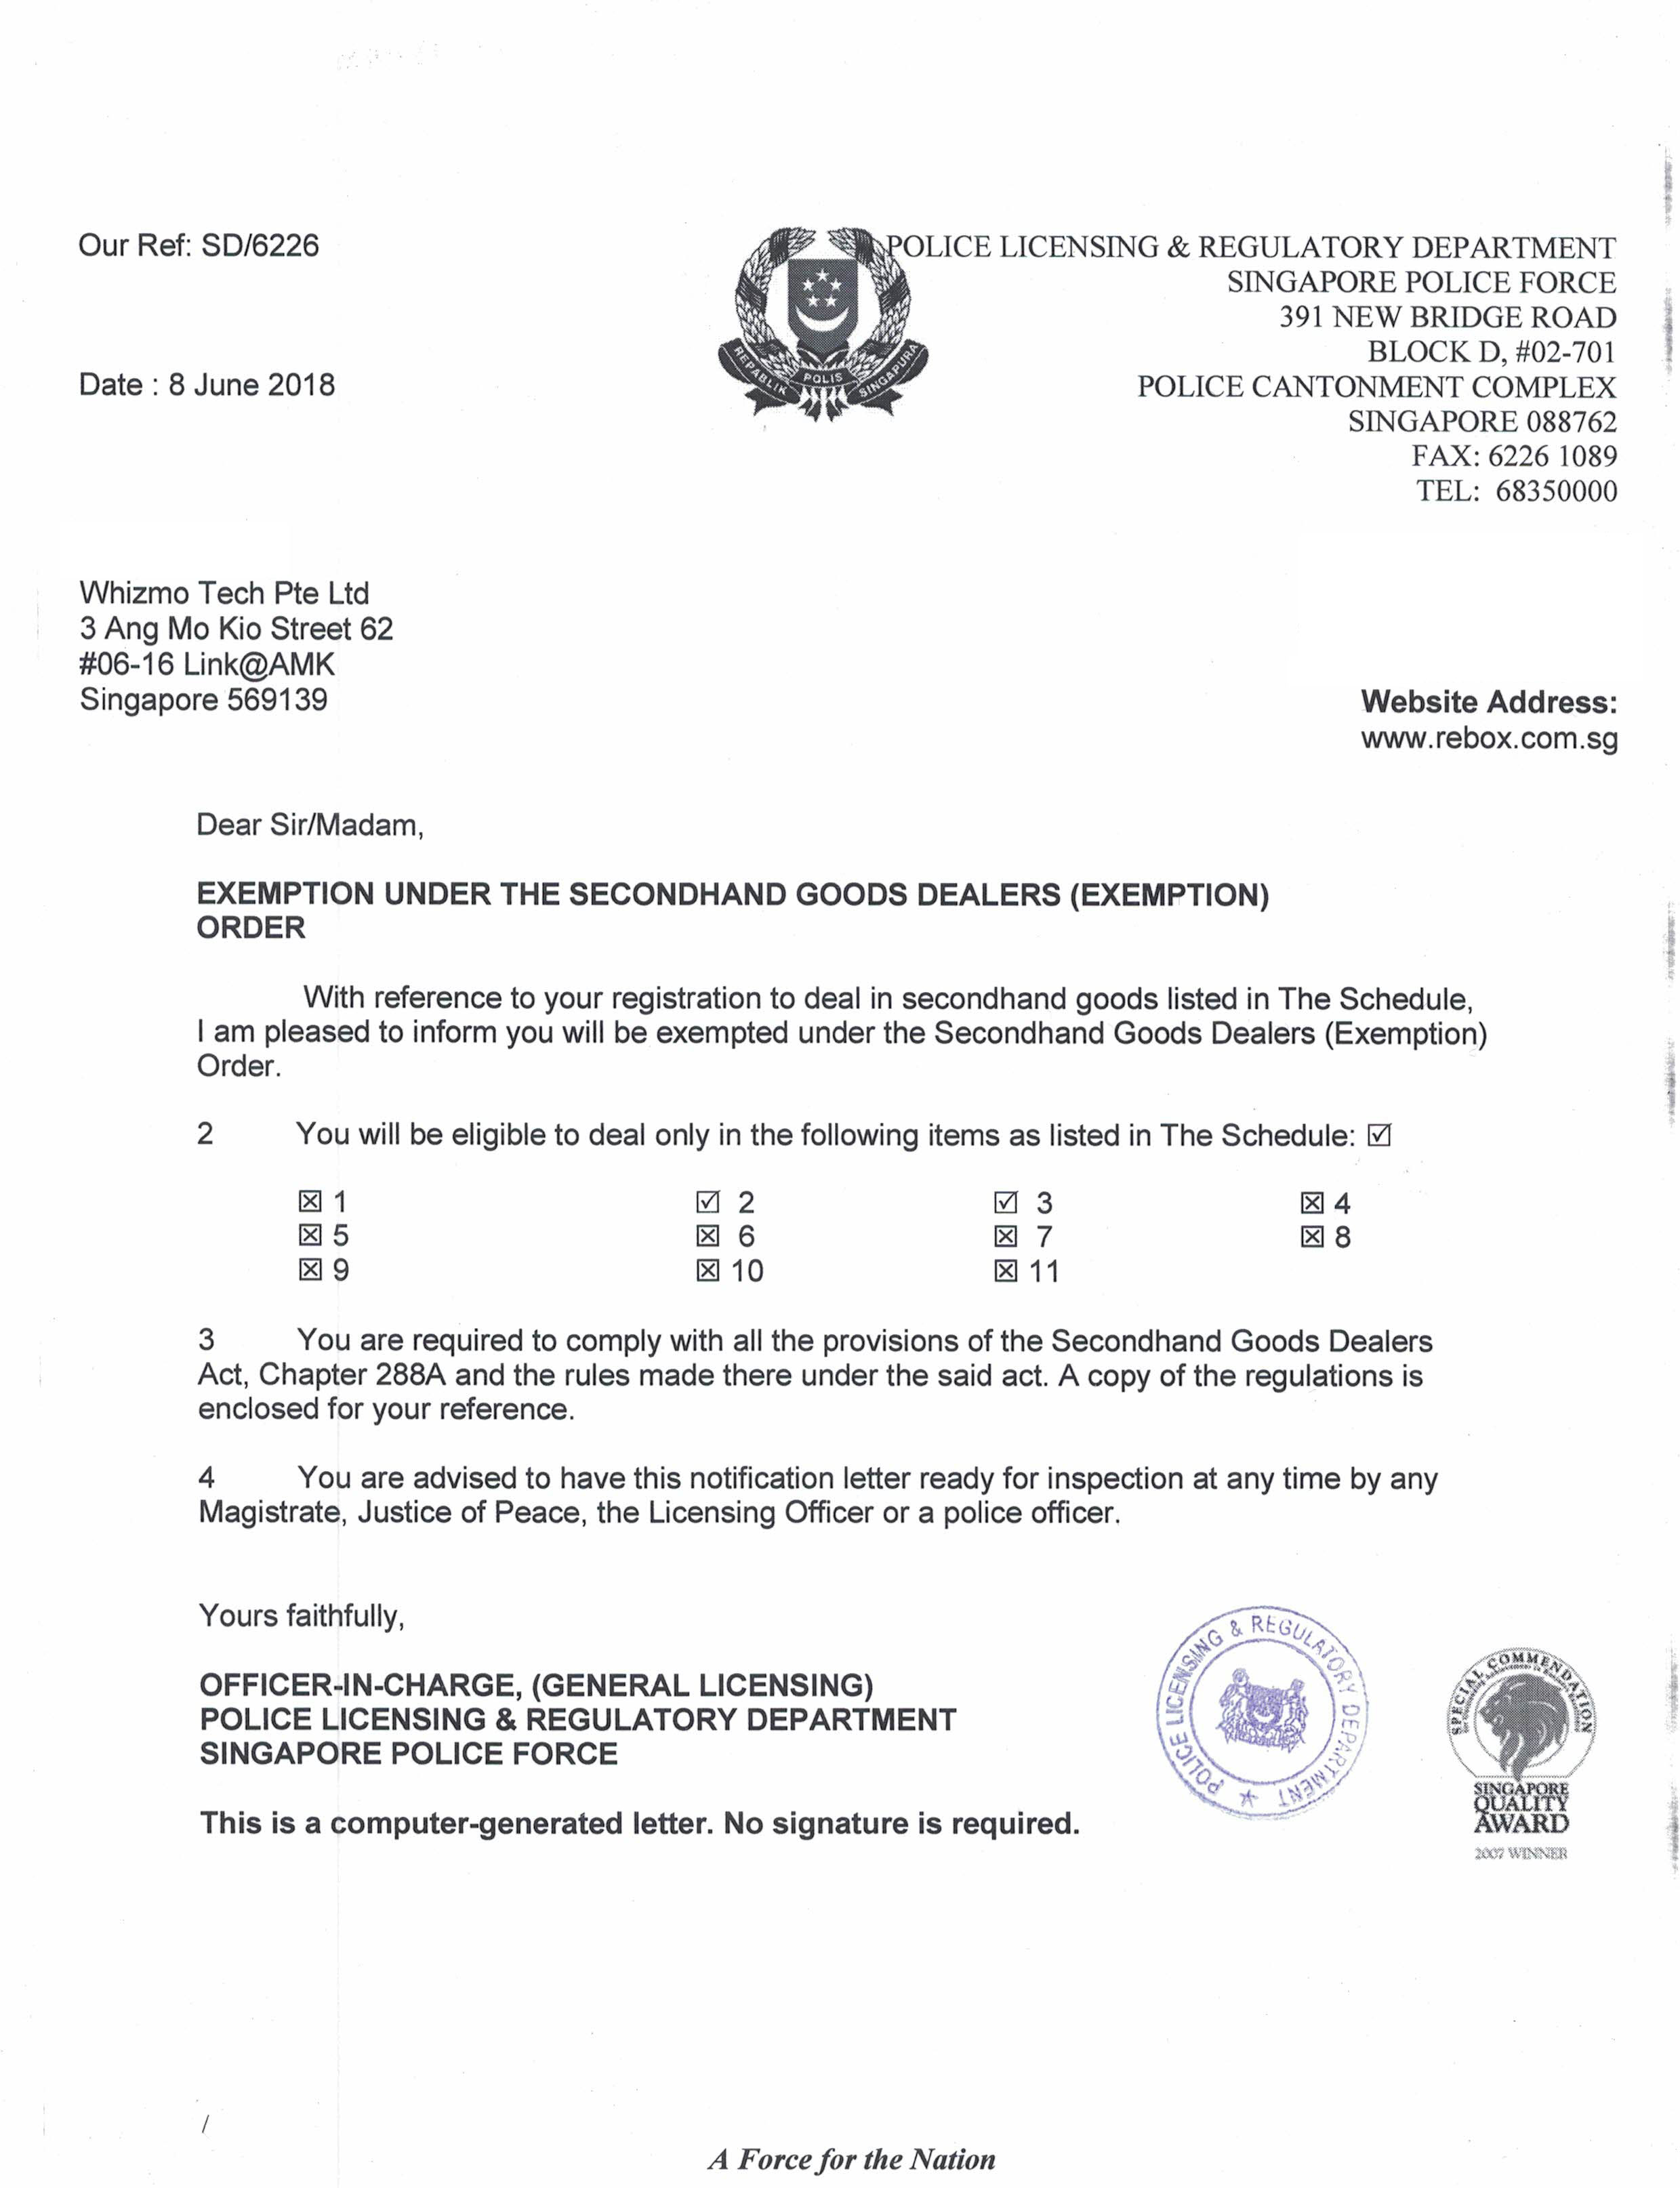 Our Ref: SD/6226
Date : 8 June 2018
REPABLIK POLIS SINGAPURA
POLICE LICENSING & REGULATORY DEPARTMENT
SINGAPORE POLICE FORCE
391 NEW BRIDGE ROAD
BLOCK D, #02-701
POLICE CANTONMENT COMPLEX
SINGAPORE 088762
FAX: 6226 1089
TEL: 68350000
Whizmo Tech Pte Ltd
3 Ang Mo Kio Street 62
#06-16 Link@AMK
Singapore 569139
Website Address:
www.rebox.com.sg
Dear Sir/Madam,
EXEMPTION UNDER THE SECONDHAND GOODS DEALERS (EXEMPTION)
ORDER
With reference to your registration to deal in secondhand goods listed in The Schedule,
I am pleased to inform you will be exempted under the Secondhand Goods Dealers (Exemption)
Order.
2 You will be eligible to deal only in the following items as listed in The Schedule: ☑
☒ 1 ☑ 2 ☑ 3 ☒ 4
☒ 5 ☒ 6 ☒ 7 ☒ 8
☒ 9 ☒ 10 ☒ 11
3 You are required to comply with all the provisions of the Secondhand Goods Dealers
Act, Chapter 288A and the rules made there under the said act. A copy of the regulations is
enclosed for your reference.
4 You are advised to have this notification letter ready for inspection at any time by any
Magistrate, Justice of Peace, the Licensing Officer or a police officer.
Yours faithfully,
OFFICER-IN-CHARGE, (GENERAL LICENSING)
POLICE LICENSING & REGULATORY DEPARTMENT
SINGAPORE POLICE FORCE
This is a computer-generated letter. No signature is required.
POLICE LICENSING & REGULATORY DEPARTMENT
SPECIAL COMMENDATION
SINGAPORE
QUALITY
AWARD
2007 WINNER
/
A Force for the Nation